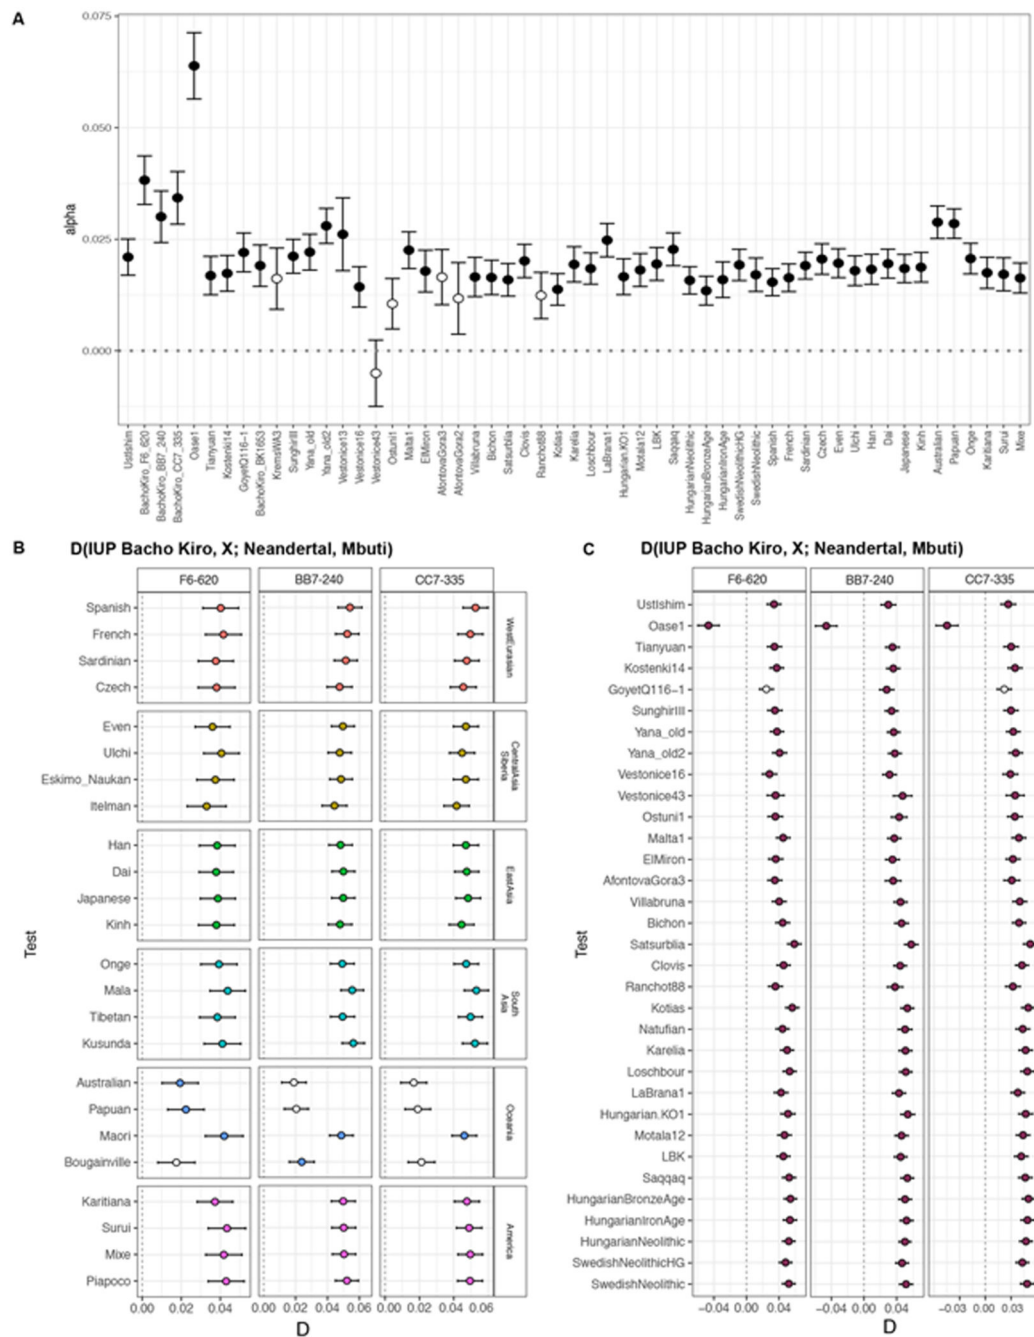 A
0.075
0.050
0.025
0.000
alpha
UstIshim
BachoKiro_F6_620
BachoKiro_BB7_240
BachoKiro_CC7_335
Oase1
Tianyuan
Kostenki14
GoyetQ116-1
BachoKiro_BK1653
KremsWA3
SunghirIII
Yana_old
Yana_old2
Vestonice13
Vestonice16
Vestonice43
Ostuni1
Malta1
ElMiron
AfontovaGora3
AfontovaGora2
Villabruna
Bichon
Satsurblia
Clovis
Ranchot88
Kotias
Karelia
Loschbour
LaBrana1
Hungarian.KO1
Motala12
LBK
Saqqaq
HungarianNeolithic
HungarianBronzeAge
HungarianIronAge
SwedishNeolithicHG
SwedishNeolithic
Spanish
French
Sardinian
Czech
Even
Ulchi
Han
Dai
Japanese
Kinh
Australian
Papuan
Onge
Karitiana
Surui
Mixe
B D(IUP Bacho Kiro, X; Neandertal, Mbuti)
F6-620 BB7-240 CC7-335
Spanish
French
Sardinian
Czech
WestEurasian
Even
Ulchi
Eskimo_Naukan
Itelman
CentralAsia
Siberia
Han
Dai
Japanese
Kinh
EastAsia
Onge
Mala
Tibetan
Kusunda
South
Asia
Australian
Papuan
Maori
Bougainville
Oceania
Karitiana
Surui
Mixe
Piapoco
America
Test
0.00 0.02 0.04 0.00 0.02 0.04 0.06 0.00 0.02 0.04 0.06
D
C D(IUP Bacho Kiro, X; Neandertal, Mbuti)
F6-620 BB7-240 CC7-335
UstIshim
Oase1
Tianyuan
Kostenki14
GoyetQ116-1
SunghirIII
Yana_old
Yana_old2
Vestonice16
Vestonice43
Ostuni1
Malta1
ElMiron
AfontovaGora3
Villabruna
Bichon
Satsurblia
Clovis
Ranchot88
Kotias
Natufian
Karelia
Loschbour
LaBrana1
Hungarian.KO1
Motala12
LBK
Saqqaq
HungarianBronzeAge
HungarianIronAge
HungarianNeolithic
SwedishNeolithicHG
SwedishNeolithic
Test
−0.04 0.00 0.04 −0.04 0.00 0.04 −0.03 0.00 0.03
D